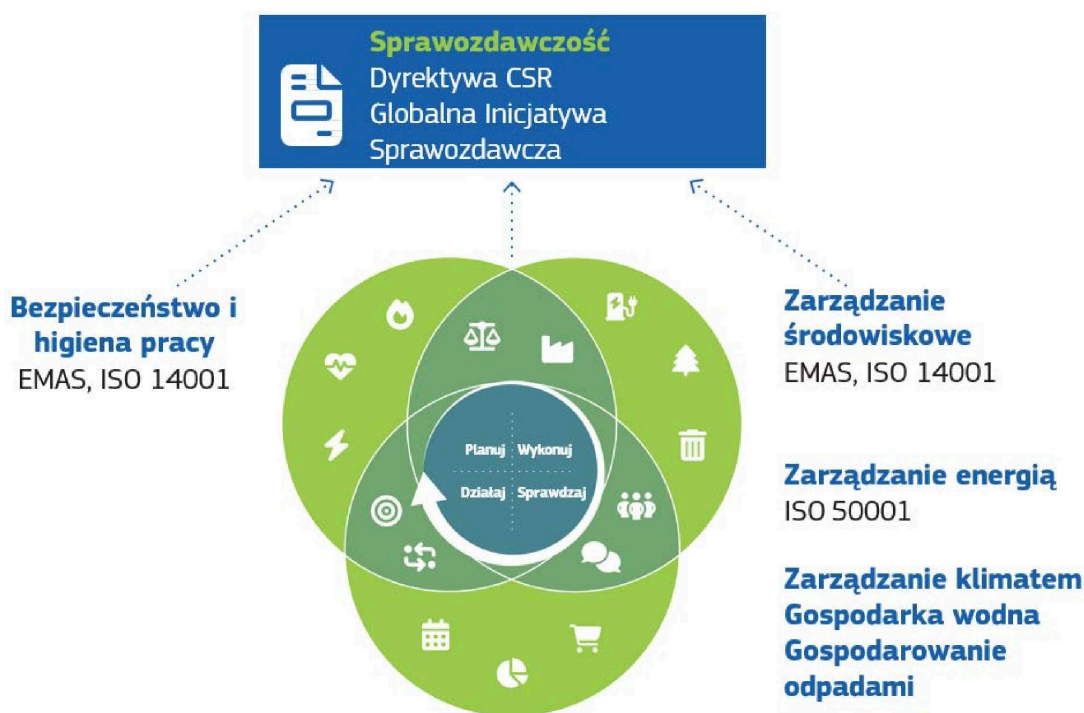 Sprawozdawczość
Dyrektywa CSR
Globalna Inicjatywa
Sprawozdawcza
Bezpieczeństwo i
higiena pracy
EMAS, ISO 14001
Zarządzanie
środowiskowe
EMAS, ISO 14001
Planuj Wykonuj
Działaj Sprawdzaj
Zarządzanie energią
ISO 50001
Zarządzanie klimatem
Gospodarka wodna
Gospodarowanie
odpadami